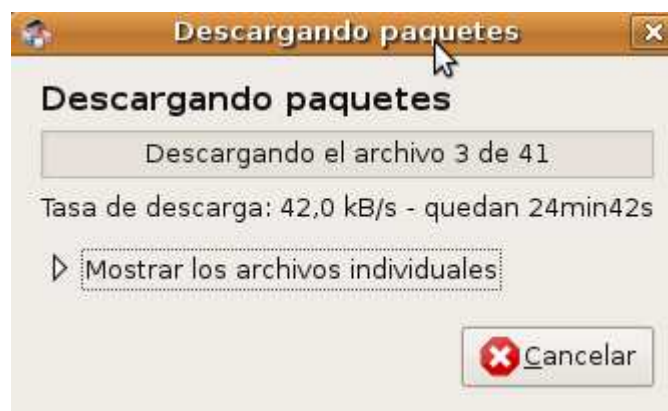 Descargando paquetes
Descargando paquetes
Descargando el archivo 3 de 41
Tasa de descarga: 42,0 kB/s - quedan 24min42s
Mostrar los archivos individuales
Cancelar